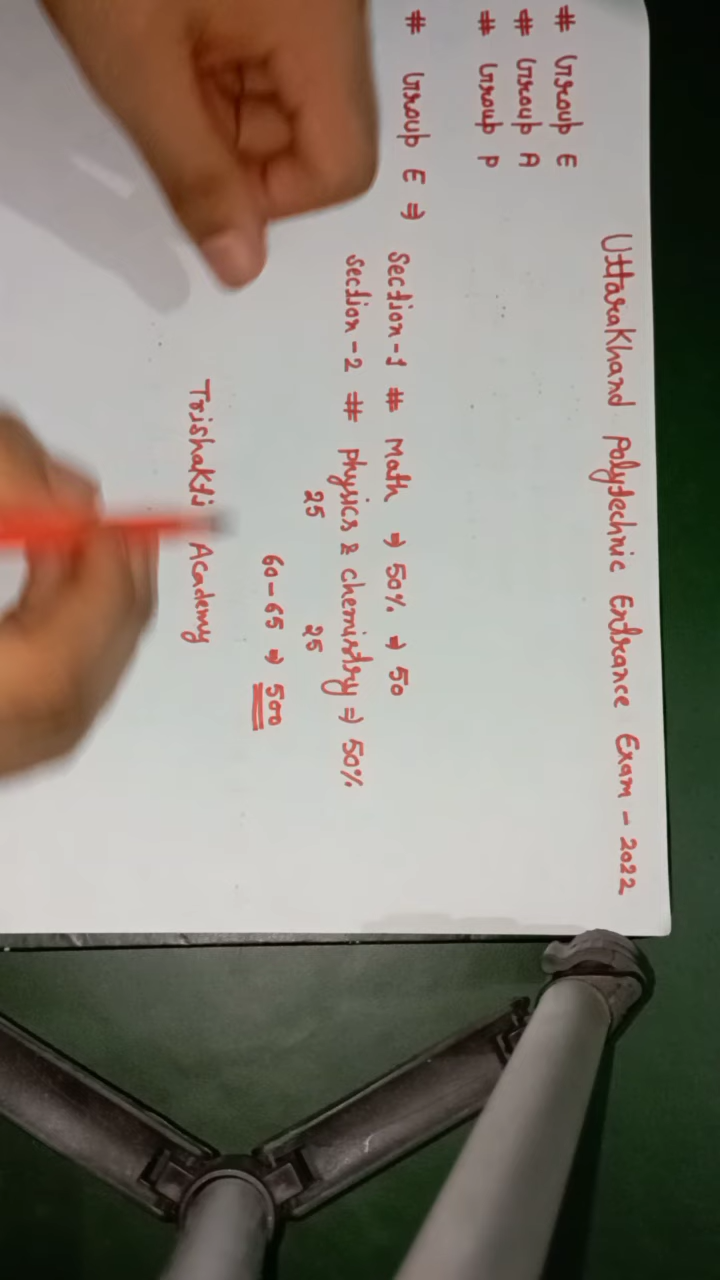 Uttarakhand Polytechnic Entrance Exam - 2022
# Group E
# Group A
# Group P
# Group E ⇒ Section-1 # Math ⇒ 50% ⇒ 50
Section-2 # Physics & chemistry ⇒ 50%
25 25
60-65 ⇒ 500
Trishakti Academy